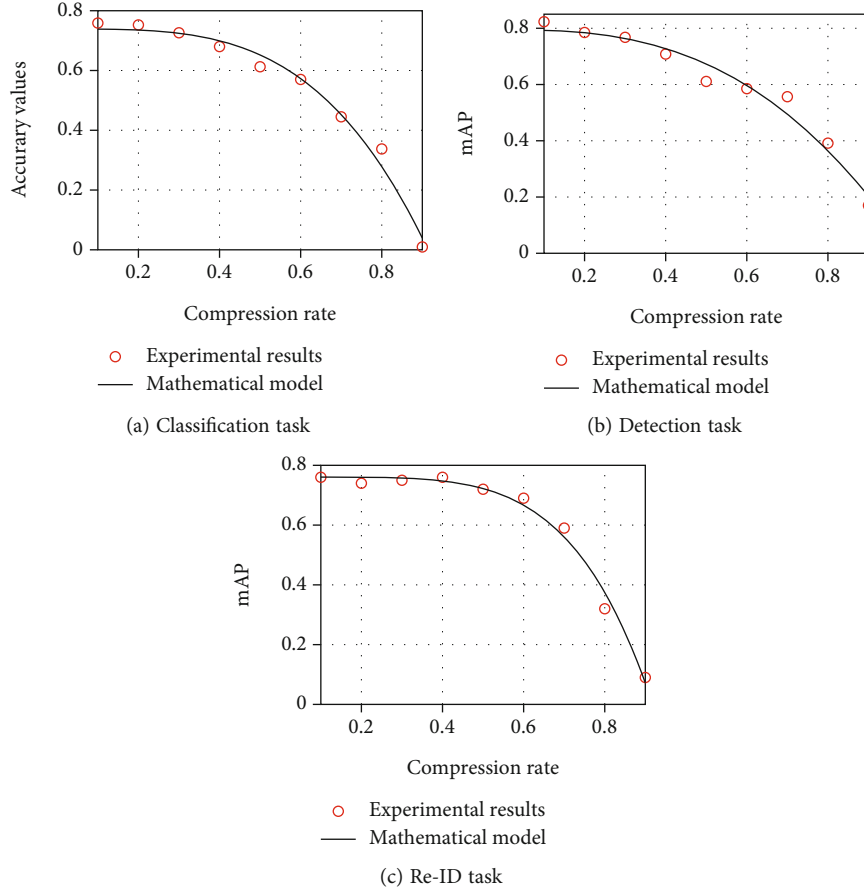 0.8
0.6
0.4
0.2
0
Accurary values
0.2 0.4 0.6 0.8
Compression rate
Experimental results
Mathematical model
(a) Classification task
0.8
0.6
0.4
0.2
0
mAP
0.2 0.4 0.6 0.8
Compression rate
Experimental results
Mathematical model
(b) Detection task
0.8
0.6
0.4
0.2
0
mAP
0.2 0.4 0.6 0.8
Compression rate
Experimental results
Mathematical model
(c) Re-ID task